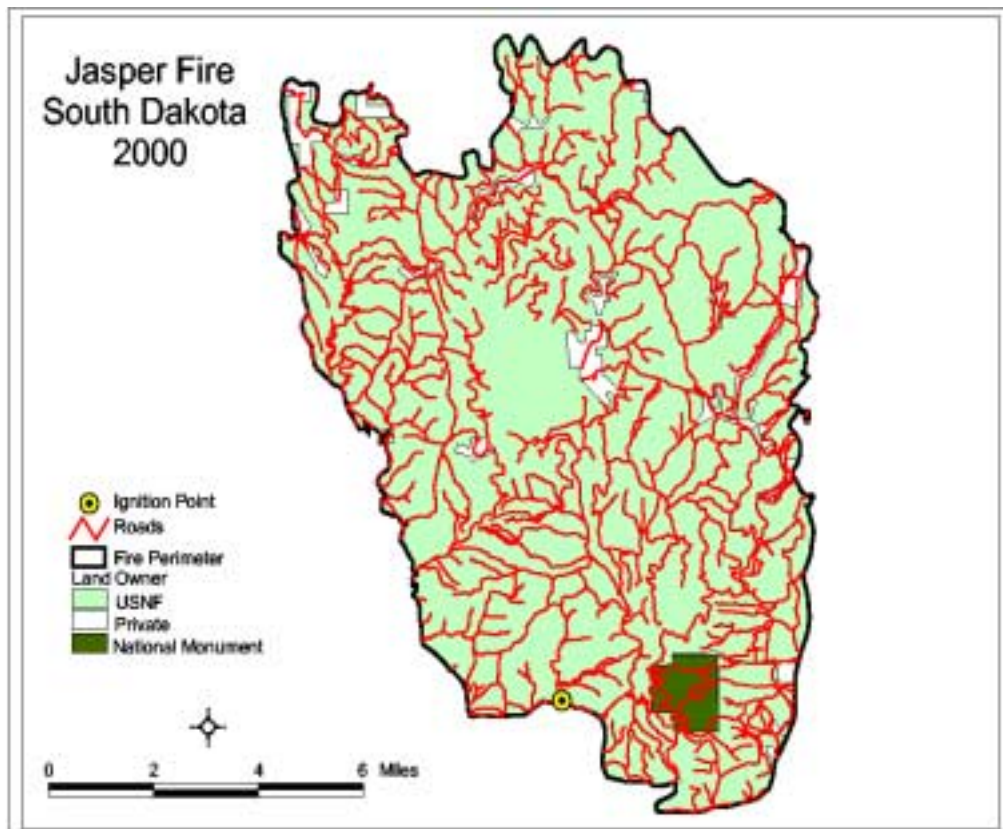 Jasper Fire
South Dakota
2000
Ignition Point
Roads
Fire Perimeter
Land Owner
USNF
Private
National Monument
0 2 4 6 Miles